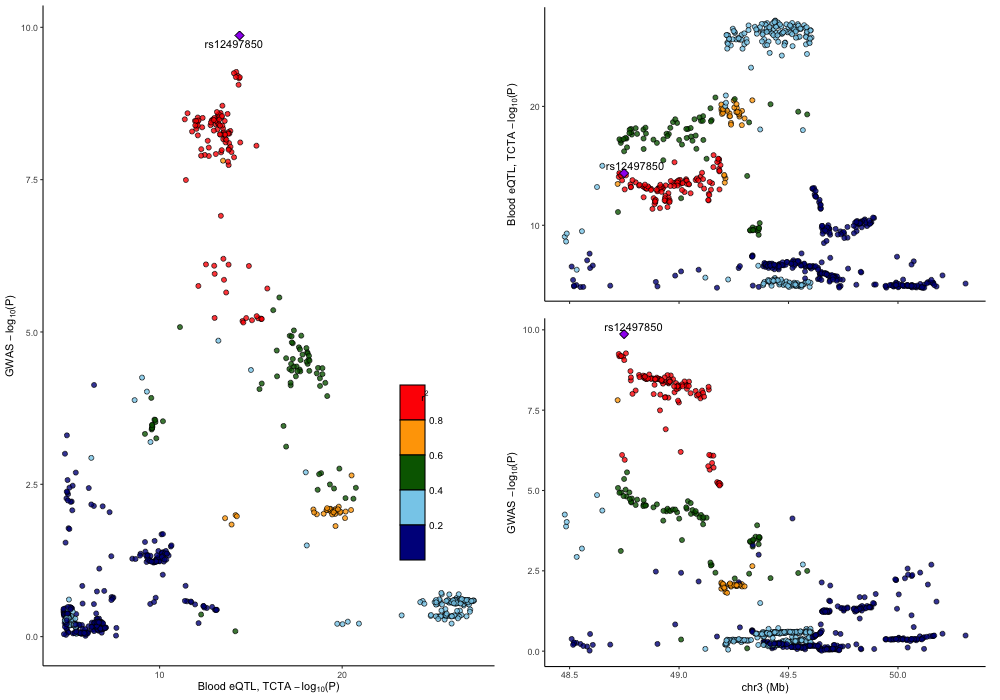 10.0
7.5
5.0
2.5
0.0
GWAS −log10(P)
rs12497850
r2
0.8
0.6
0.4
0.2
10
20
Blood eQTL, TCTA −log10(P)
20
10
Blood eQTL, TCTA −log10(P)
rs12497850
10.0
7.5
5.0
2.5
0.0
GWAS −log10(P)
rs12497850
48.5
49.0
49.5
50.0
chr3 (Mb)